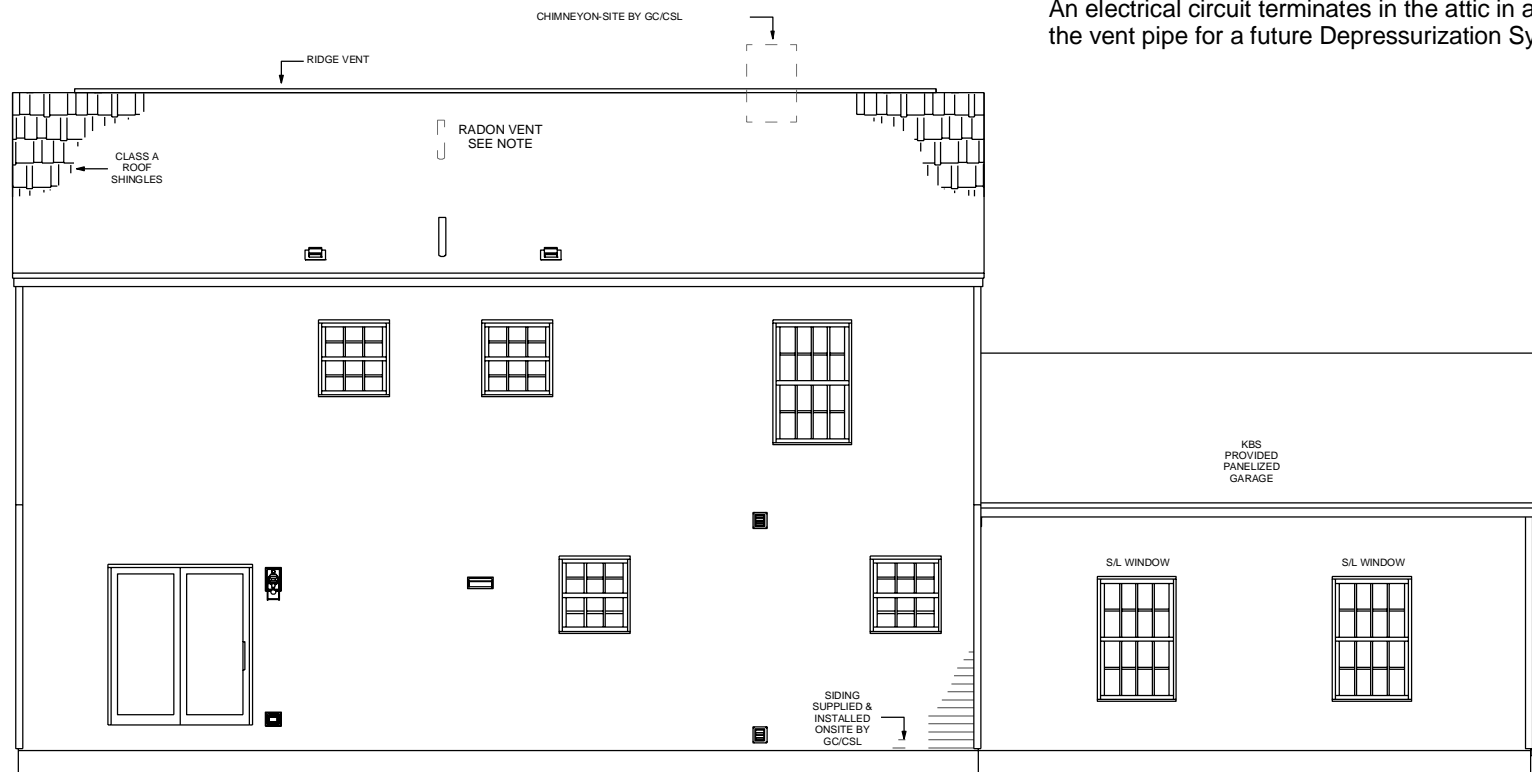 An electrical circuit terminates in the attic in a
the vent pipe for a future Depressurization Sy
CHIMNEYON-SITE BY GC/CSL
RIDGE VENT
RADON VENT
SEE NOTE
CLASS A
ROOF
SHINGLES
KBS
PROVIDED
PANELIZED
GARAGE
S/L WINDOW
S/L WINDOW
SIDING
SUPPLIED &
INSTALLED
ONSITE BY
GC/CSL